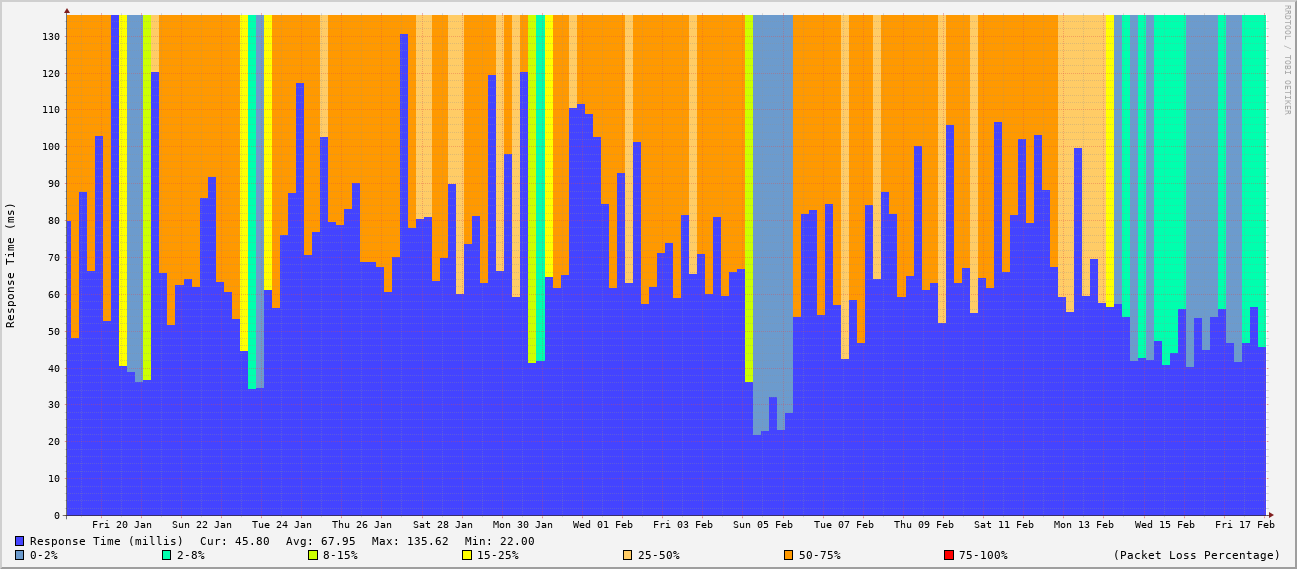 RRDTOOL / TOBI OETIKER
Response Time (ms)
130
120
110
100
90
80
70
60
50
40
30
20
10
0
Fri 20 Jan Sun 22 Jan Tue 24 Jan Thu 26 Jan Sat 28 Jan Mon 30 Jan Wed 01 Feb Fri 03 Feb Sun 05 Feb Tue 07 Feb Thu 09 Feb Sat 11 Feb Mon 13 Feb Wed 15 Feb Fri 17 Feb
Response Time (millis) Cur: 45.80 Avg: 67.95 Max: 135.62 Min: 22.00
0-2% 2-8% 8-15% 15-25% 25-50% 50-75% 75-100% (Packet Loss Percentage)